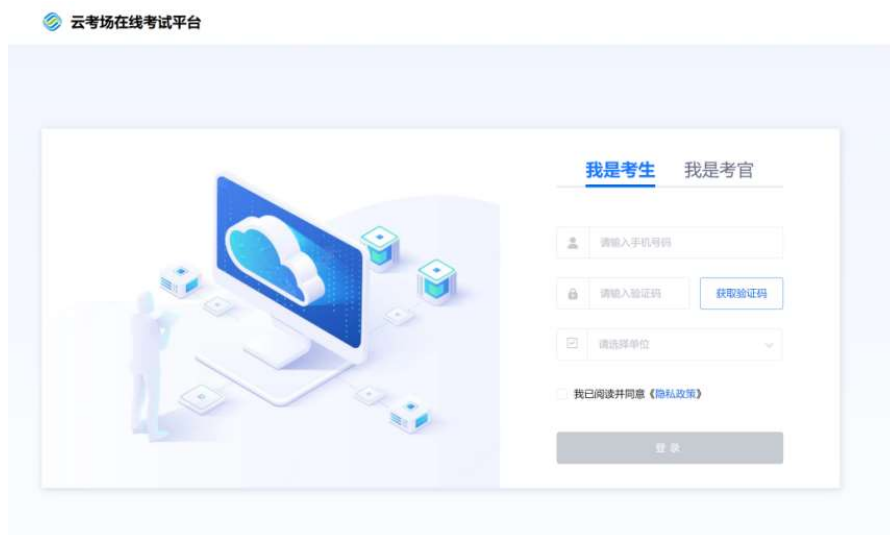 云考场在线考试平台
我是考生 我是考官
请输入手机号码
请输入验证码 获取验证码
请选择单位
我已阅读并同意《隐私政策》
登录